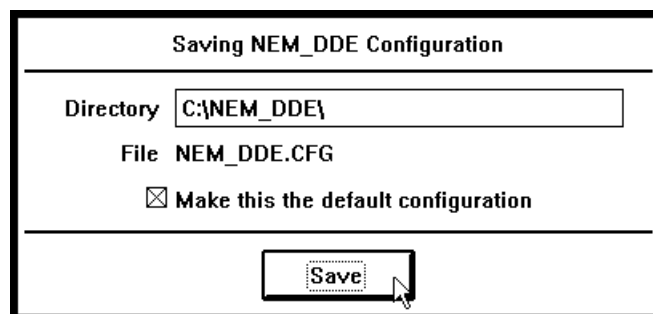 Saving NEM_DDE Configuration
Directory C:\NEM_DDE\
File NEM_DDE.CFG
Make this the default configuration
Save